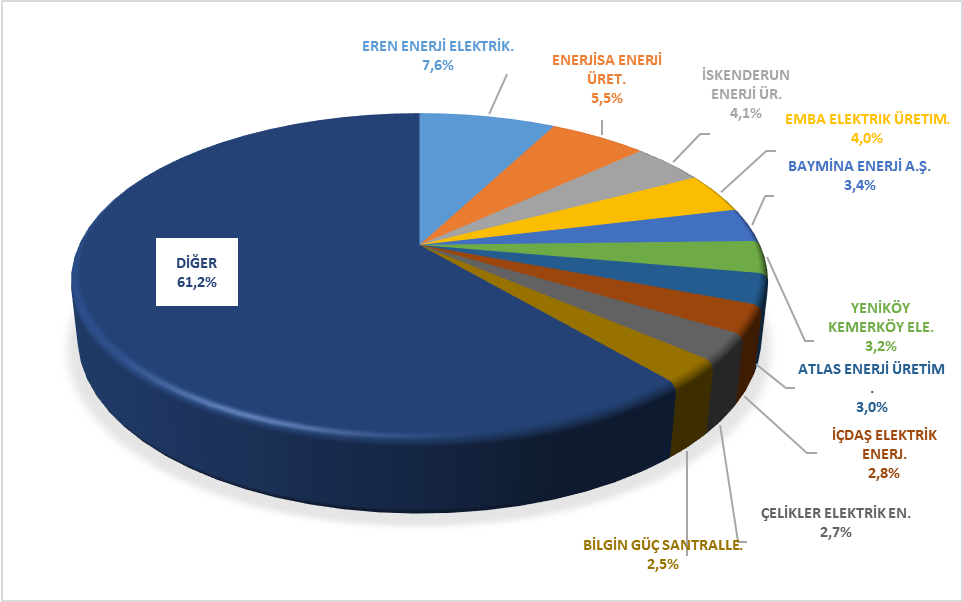 EREN ENERJİ ELEKTRİK.
7,6%
ENERJİSA ENERJİ
ÜRET.
5,5%
İSKENDERUN
ENERJİ ÜR.
4,1%
EMBA ELEKTRIK ÜRETIM.
4,0%
BAYMİNA ENERJİ A.Ş.
3,4%
YENİKÖY
KEMERKÖY ELE.
3,2%
ATLAS ENERJİ ÜRETİM
.
3,0%
İÇDAŞ ELEKTRİK
ENERJ.
2,8%
ÇELİKLER ELEKTRİK EN.
2,7%
BİLGİN GÜÇ SANTRALLE.
2,5%
DİĞER
61,2%